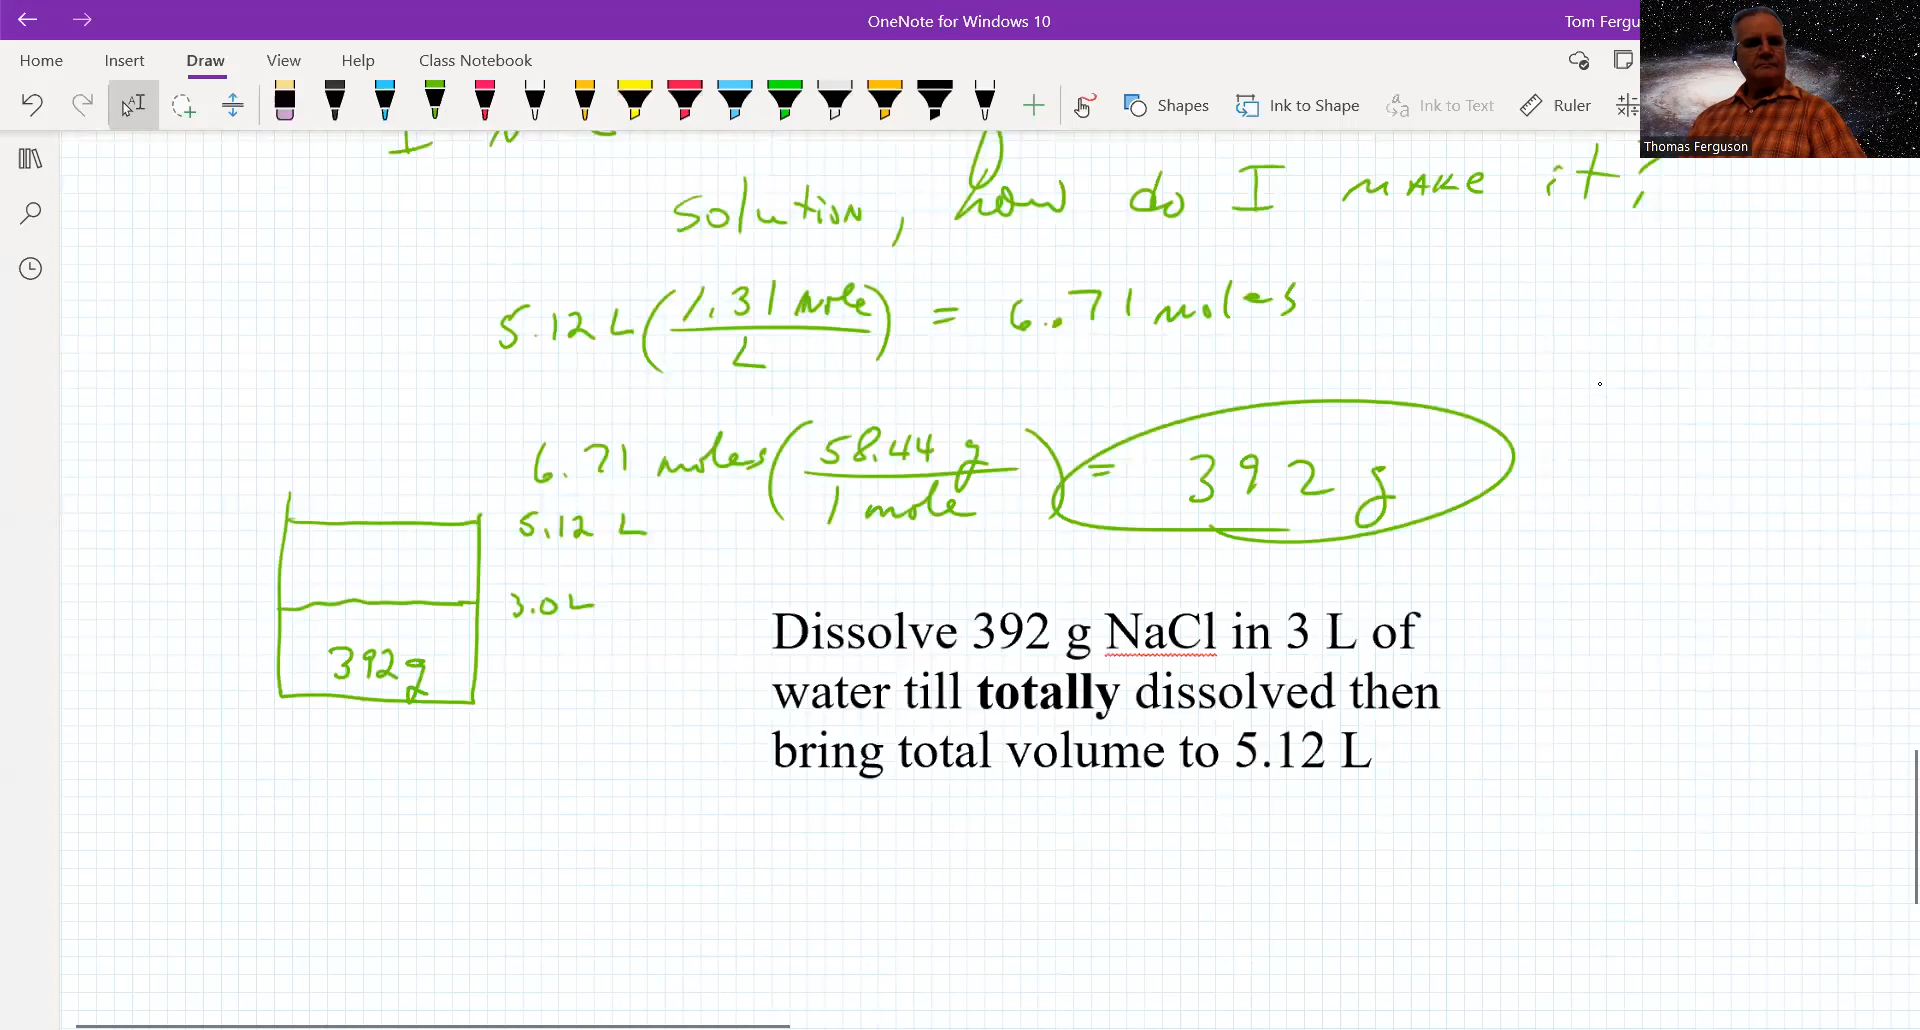 OneNote for Windows 10
Tom Fergu
Home Insert Draw View Help Class Notebook
Shapes Ink to Shape Ink to Text Ruler
Thomas Ferguson
solution, how do I make it?
5.12 L (1.31 mole / L) = 6.71 moles
6.71 moles (58.44 g / 1 mole) = 392 g
5.12 L
3.0 L
392g
Dissolve 392 g NaCl in 3 L of
water till totally dissolved then
bring total volume to 5.12 L